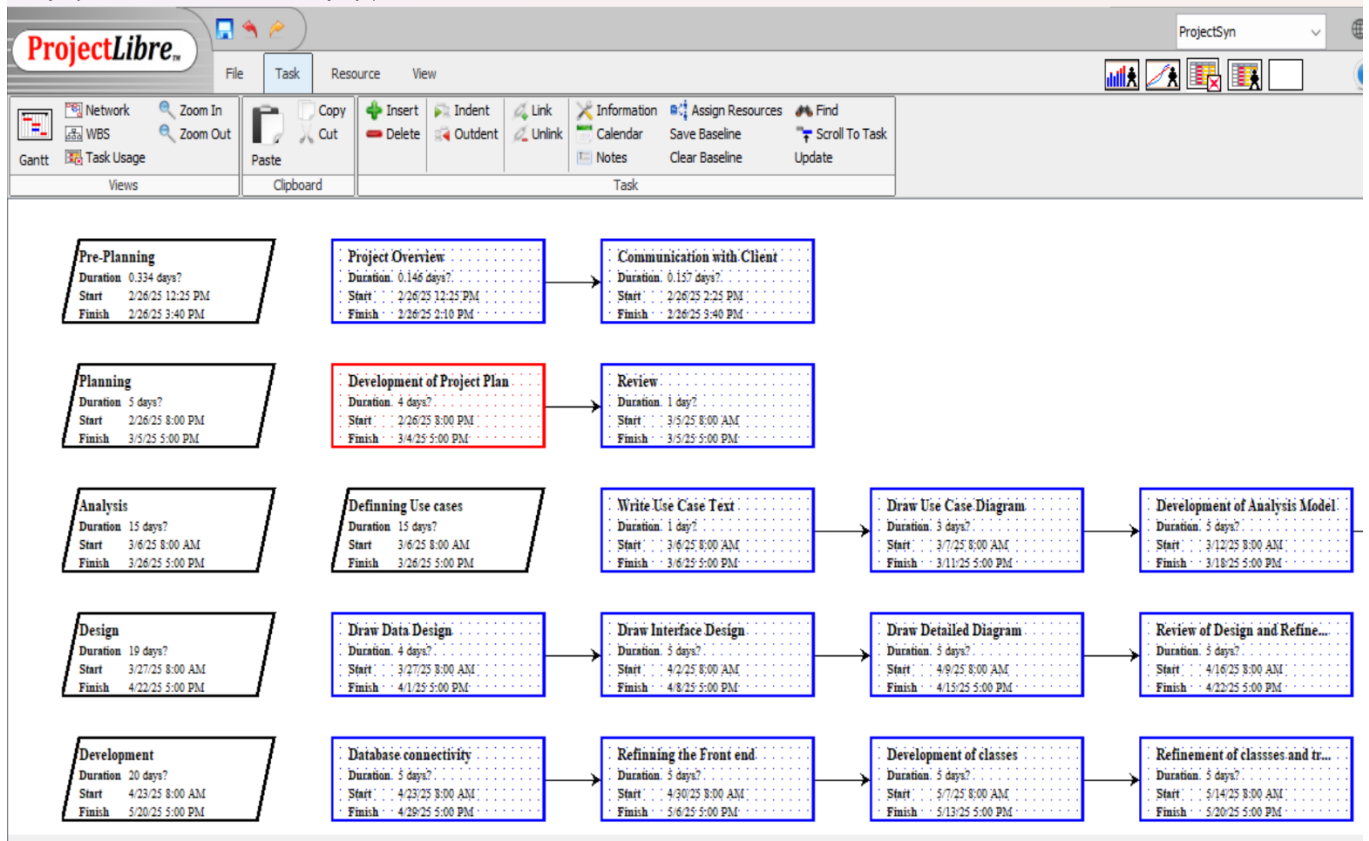 ProjectLibre TM
ProjectSyn
File Task Resource View
Gantt
Network
WBS
Task Usage
Zoom In
Zoom Out
Views
Paste
Copy
Cut
Clipboard
Insert
Delete
Indent
Outdent
Link
Unlink
Information
Calendar
Notes
Assign Resources
Save Baseline
Clear Baseline
Find
Scroll To Task
Update
Task
Pre-Planning
Duration 0.334 days?
Start 2/26/25 12:25 PM
Finish 2/26/25 3:40 PM
Project Overview
Duration 0.146 days?
Start 2/26/25 12:25 PM
Finish 2/26/25 2:10 PM
Communication with Client
Duration 0.157 days?
Start 2/26/25 2:25 PM
Finish 2/26/25 3:40 PM
Planning
Duration 5 days?
Start 2/26/25 8:00 PM
Finish 3/5/25 5:00 PM
Development of Project Plan
Duration 4 days?
Start 2/26/25 8:00 PM
Finish 3/4/25 5:00 PM
Review
Duration 1 day?
Start 3/5/25 8:00 AM
Finish 3/5/25 5:00 PM
Analysis
Duration 15 days?
Start 3/6/25 8:00 AM
Finish 3/26/25 5:00 PM
Definning Use cases
Duration 15 days?
Start 3/6/25 8:00 AM
Finish 3/26/25 5:00 PM
Write Use Case Text
Duration 1 day?
Start 3/6/25 8:00 AM
Finish 3/6/25 5:00 PM
Draw Use Case Diagram
Duration 3 days?
Start 3/7/25 8:00 AM
Finish 3/11/25 5:00 PM
Development of Analysis Model
Duration 5 days?
Start 3/12/25 8:00 AM
Finish 3/18/25 5:00 PM
Design
Duration 19 days?
Start 3/27/25 8:00 AM
Finish 4/22/25 5:00 PM
Draw Data Design
Duration 4 days?
Start 3/27/25 8:00 AM
Finish 4/1/25 5:00 PM
Draw Interface Design
Duration 5 days?
Start 4/2/25 8:00 AM
Finish 4/8/25 5:00 PM
Draw Detailed Diagram
Duration 5 days?
Start 4/9/25 8:00 AM
Finish 4/15/25 5:00 PM
Review of Design and Refine...
Duration 5 days?
Start 4/16/25 8:00 AM
Finish 4/22/25 5:00 PM
Development
Duration 20 days?
Start 4/23/25 8:00 AM
Finish 5/20/25 5:00 PM
Database connectivity
Duration 5 days?
Start 4/23/25 8:00 AM
Finish 4/29/25 5:00 PM
Refinning the Front end
Duration 5 days?
Start 4/30/25 8:00 AM
Finish 5/6/25 5:00 PM
Development of classes
Duration 5 days?
Start 5/7/25 8:00 AM
Finish 5/13/25 5:00 PM
Refinement of classses and tr...
Duration 5 days?
Start 5/14/25 8:00 AM
Finish 5/20/25 5:00 PM